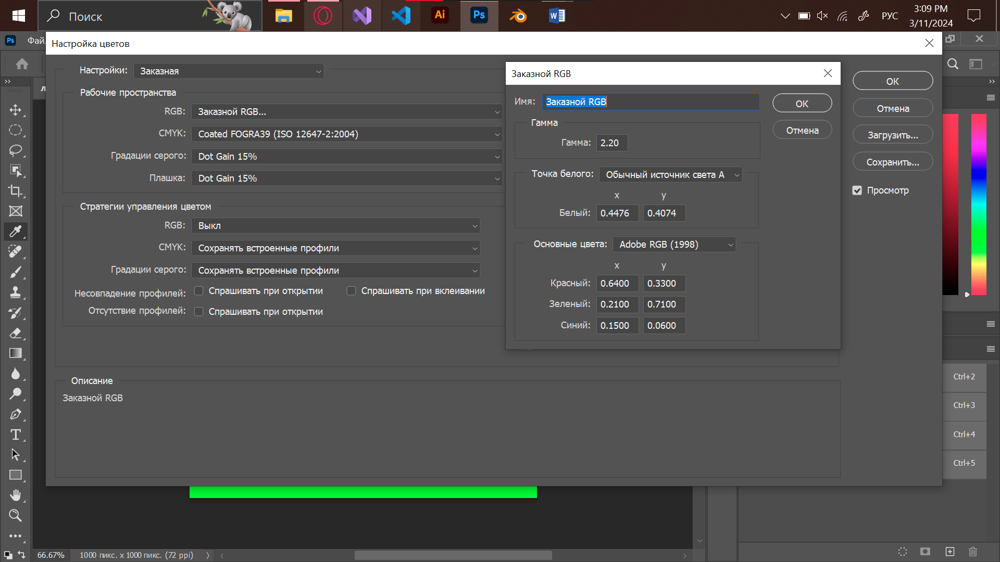 Поиск
Ai
Ps
РУС
3:09 PM
3/11/2024
Ps
Фай
Настройка цветов
Настройки: Заказная
Рабочие пространства
RGB: Заказной RGB...
CMYK: Coated FOGRA39 (ISO 12647-2:2004)
Градации серого: Dot Gain 15%
Плашка: Dot Gain 15%
Стратегии управления цветом
RGB: Выкл
CMYK: Сохранять встроенные профили
Градации серого: Сохранять встроенные профили
Несовпадение профилей: Спрашивать при открытии Спрашивать при вклеивании
Отсутствие профилей: Спрашивать при открытии
Описание
Заказной RGB
Заказной RGB
Имя: Заказной RGB
Гамма
Гамма: 2.20
Точка белого: Обычный источник света A
x y
Белый: 0.4476 0.4074
Основные цвета: Adobe RGB (1998)
x y
Красный: 0.6400 0.3300
Зеленый: 0.2100 0.7100
Синий: 0.1500 0.0600
ОК
Отмена
ОК
Отмена
Загрузить...
Сохранить...
Просмотр
Ctrl+2
Ctrl+3
Ctrl+4
Ctrl+5
66.67% 1000 пикс. x 1000 пикс. (72 ppi)